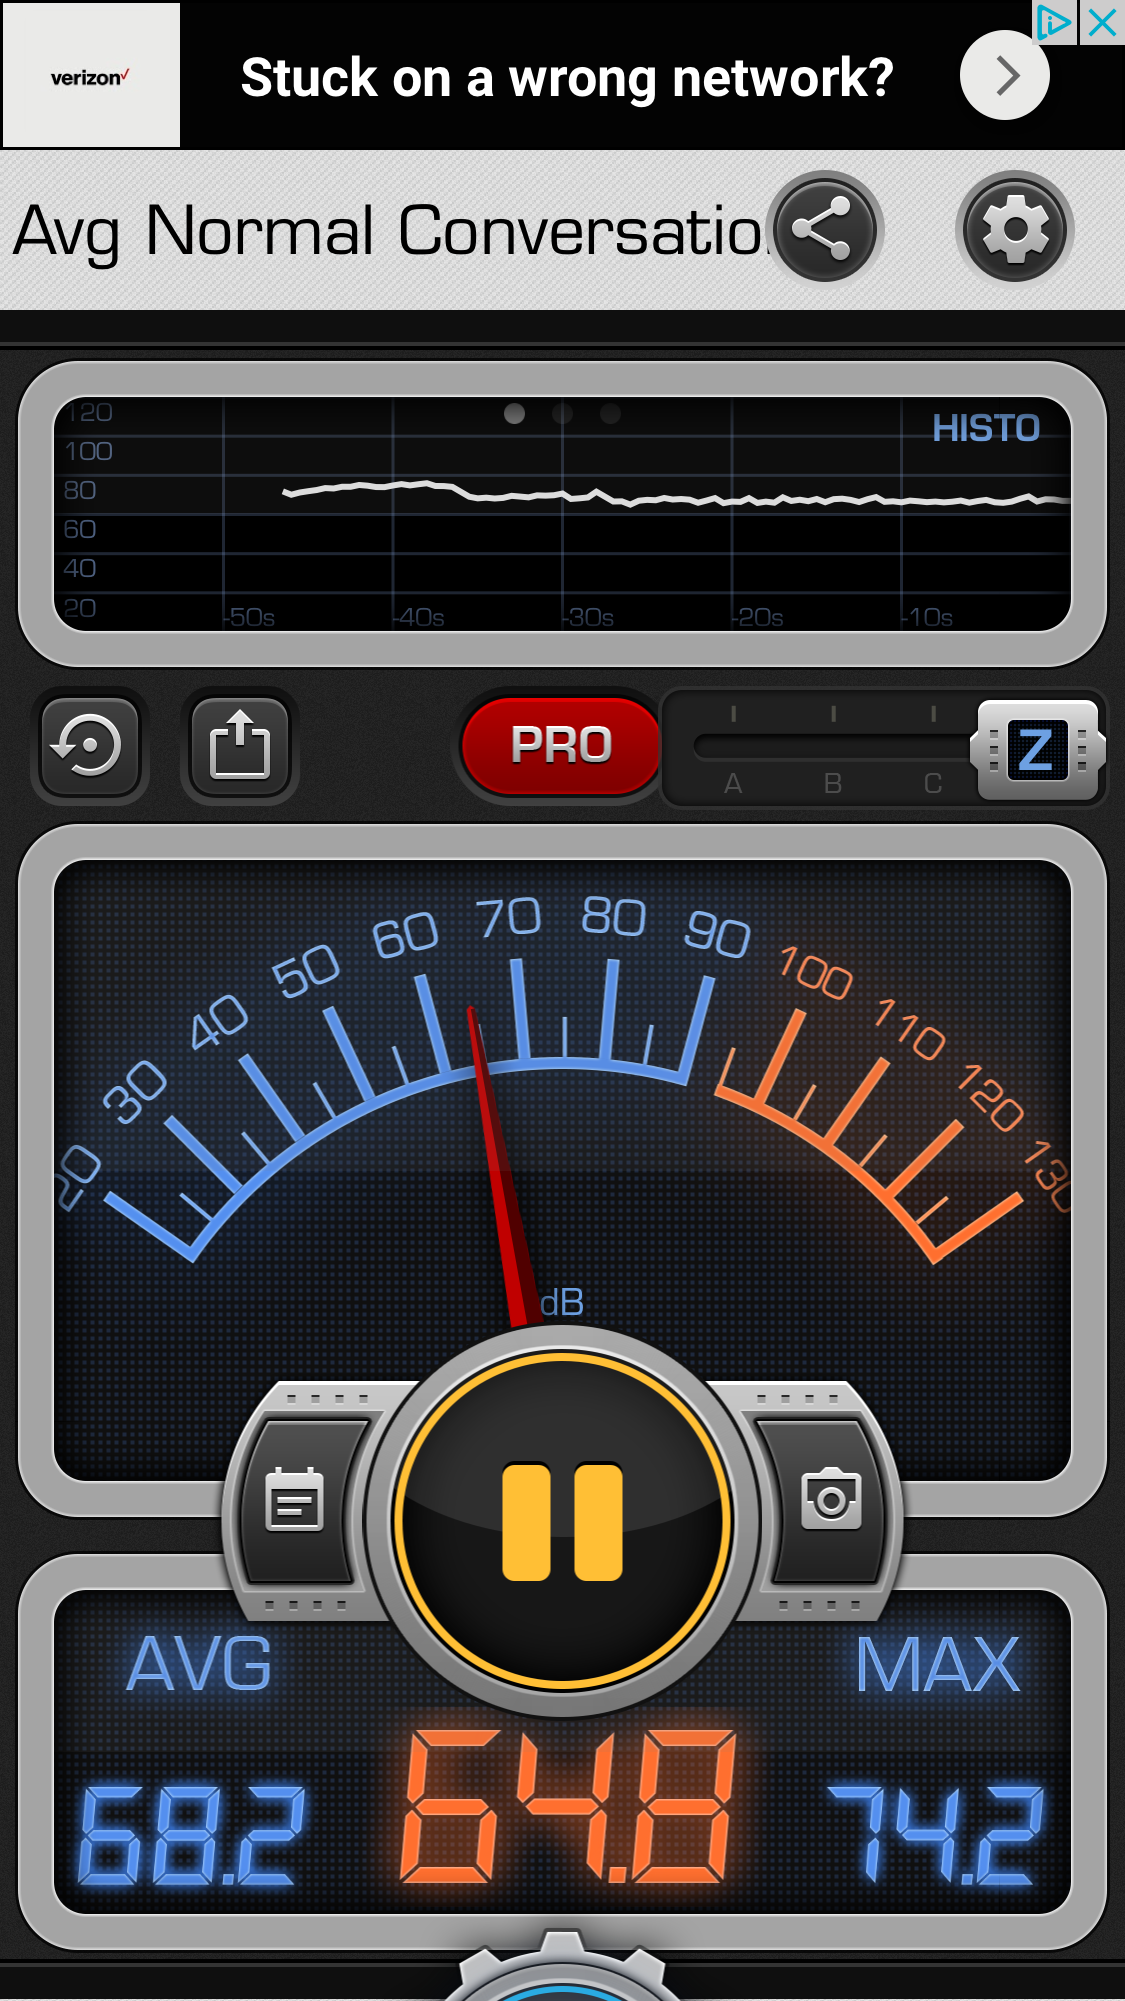 verizon✓
Stuck on a wrong network?
Avg Normal Conversation
HISTO
120
100
80
60
40
20
-50s -40s -30s -20s -10s
PRO
A B C Z
20 30 40 50 60 70 80 90 100 110 120 130
dB
AVG MAX
68.2 64.8 74.2